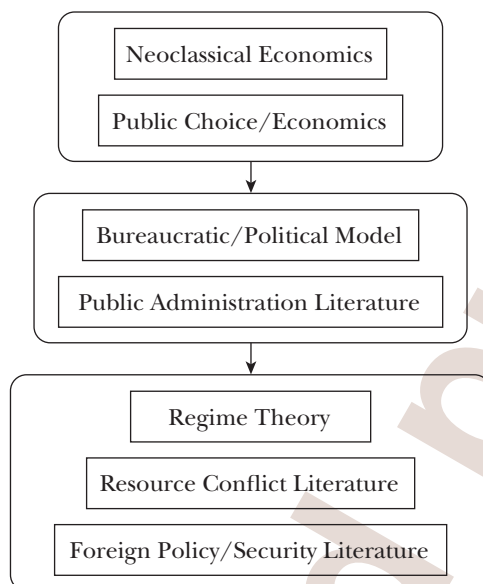 Neoclassical Economics
Public Choice/Economics
Bureaucratic/Political Model
Public Administration Literature
Regime Theory
Resource Conflict Literature
Foreign Policy/Security Literature